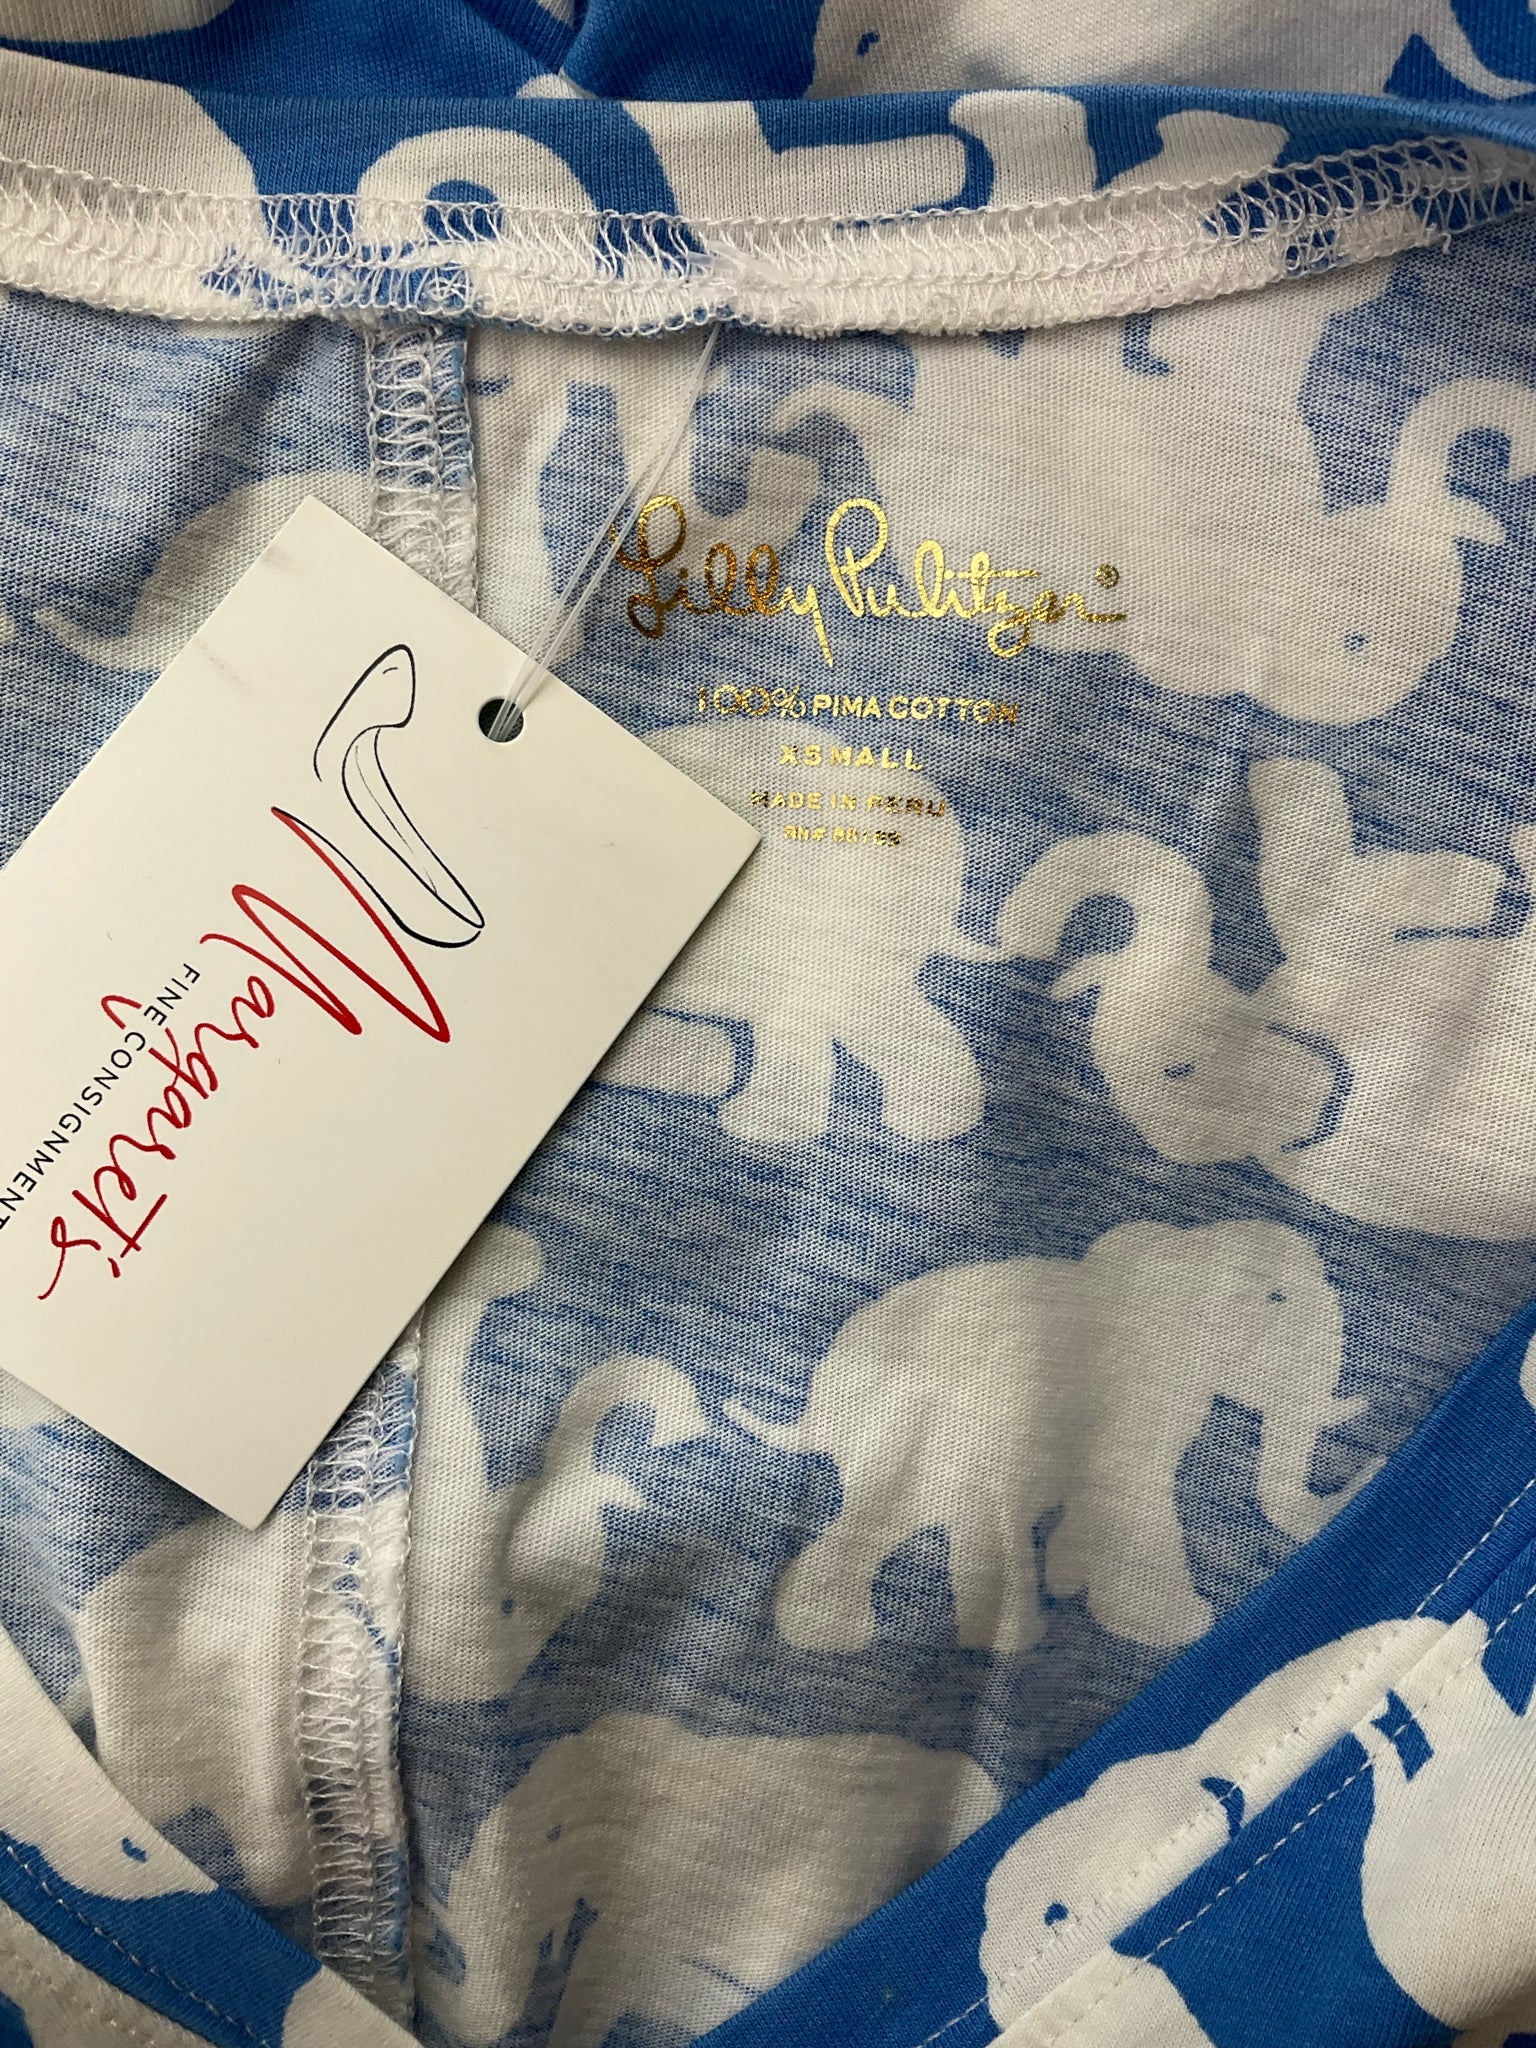 Lilly Pulitzer®
100% PIMA COTTON
XSMALL
MADE IN PERU
Margaret's
FINE CONSIGNMENT